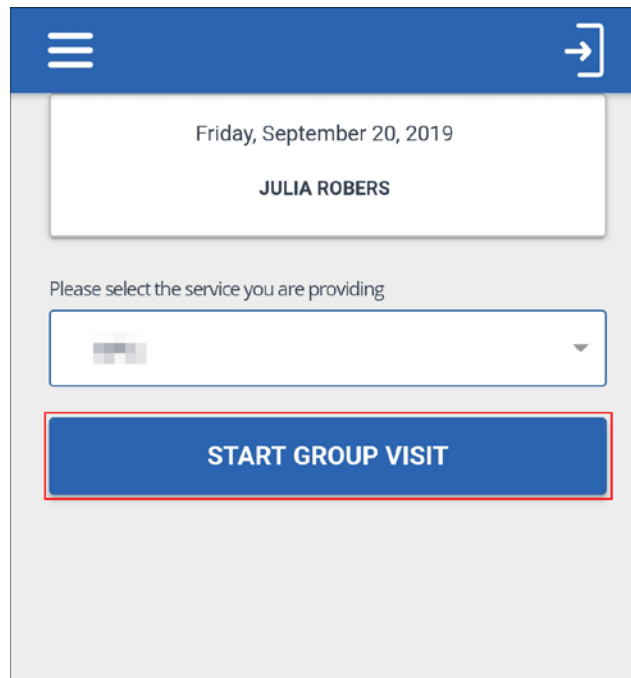 Friday, September 20, 2019
JULIA ROBERS
Please select the service you are providing
START GROUP VISIT